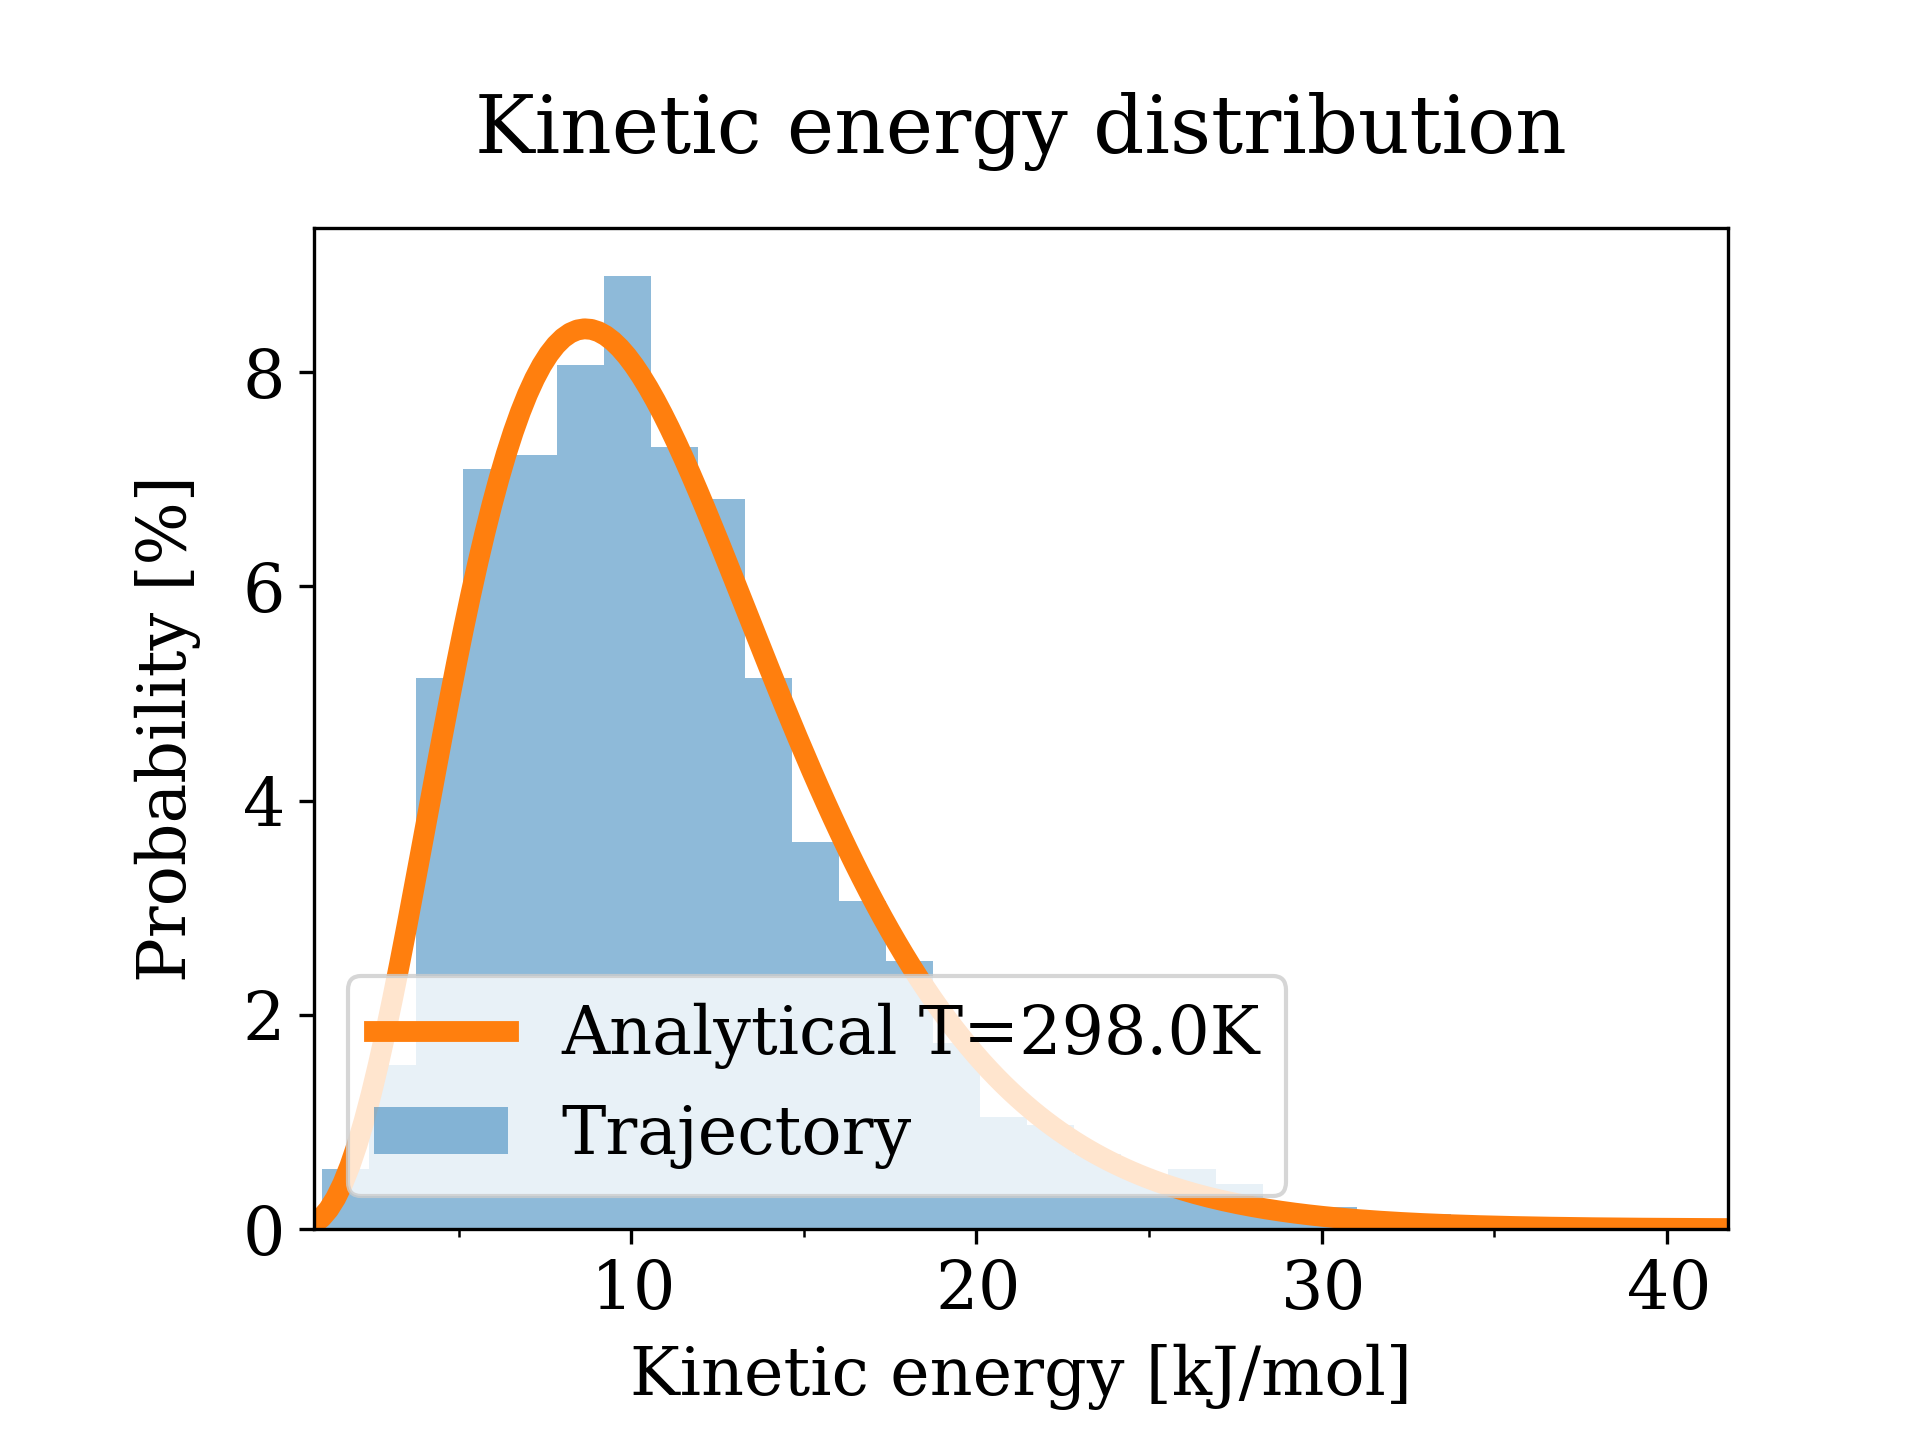 Kinetic energy distribution
Probability [%]
8
6
4
2
0
Analytical T=298.0K
Trajectory
10 20 30 40
Kinetic energy [kJ/mol]